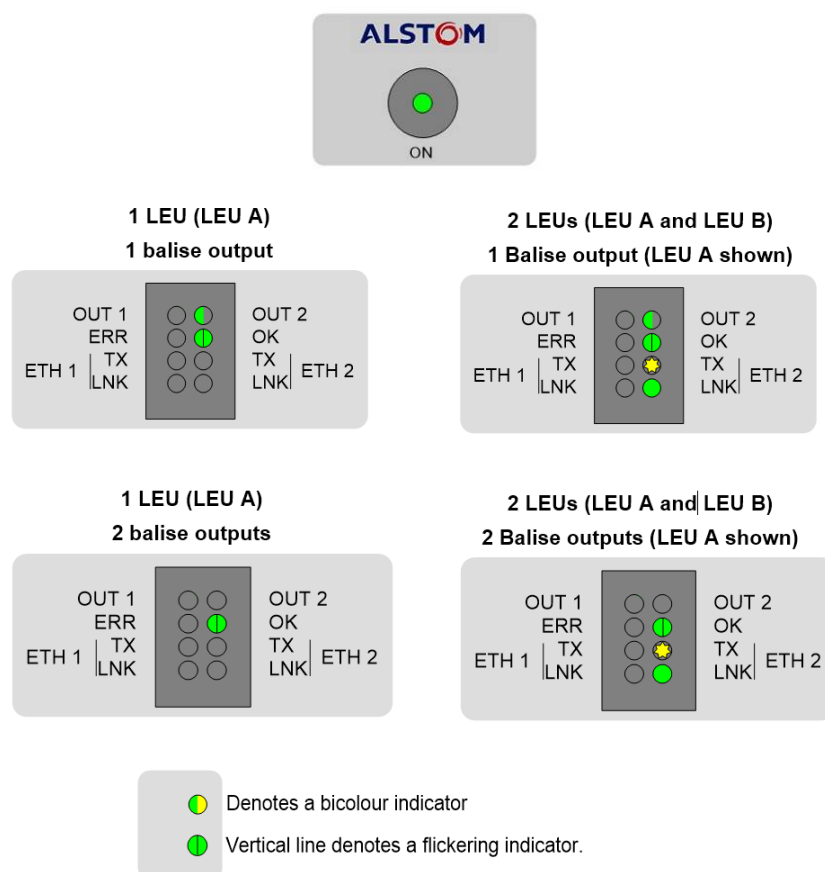 ALSTOM
ON
1 LEU (LEU A)
1 balise output
OUT 1
OUT 2
ERR
OK
ETH 1
TX
LNK
TX
LNK
ETH 2
2 LEUs (LEU A and LEU B)
1 Balise output (LEU A shown)
OUT 1
OUT 2
ERR
OK
ETH 1
TX
LNK
TX
LNK
ETH 2
1 LEU (LEU A)
2 balise outputs
OUT 1
OUT 2
ERR
OK
ETH 1
TX
LNK
TX
LNK
ETH 2
2 LEUs (LEU A and LEU B)
2 Balise outputs (LEU A shown)
OUT 1
OUT 2
ERR
OK
ETH 1
TX
LNK
TX
LNK
ETH 2
Denotes a bicolour indicator
Vertical line denotes a flickering indicator.